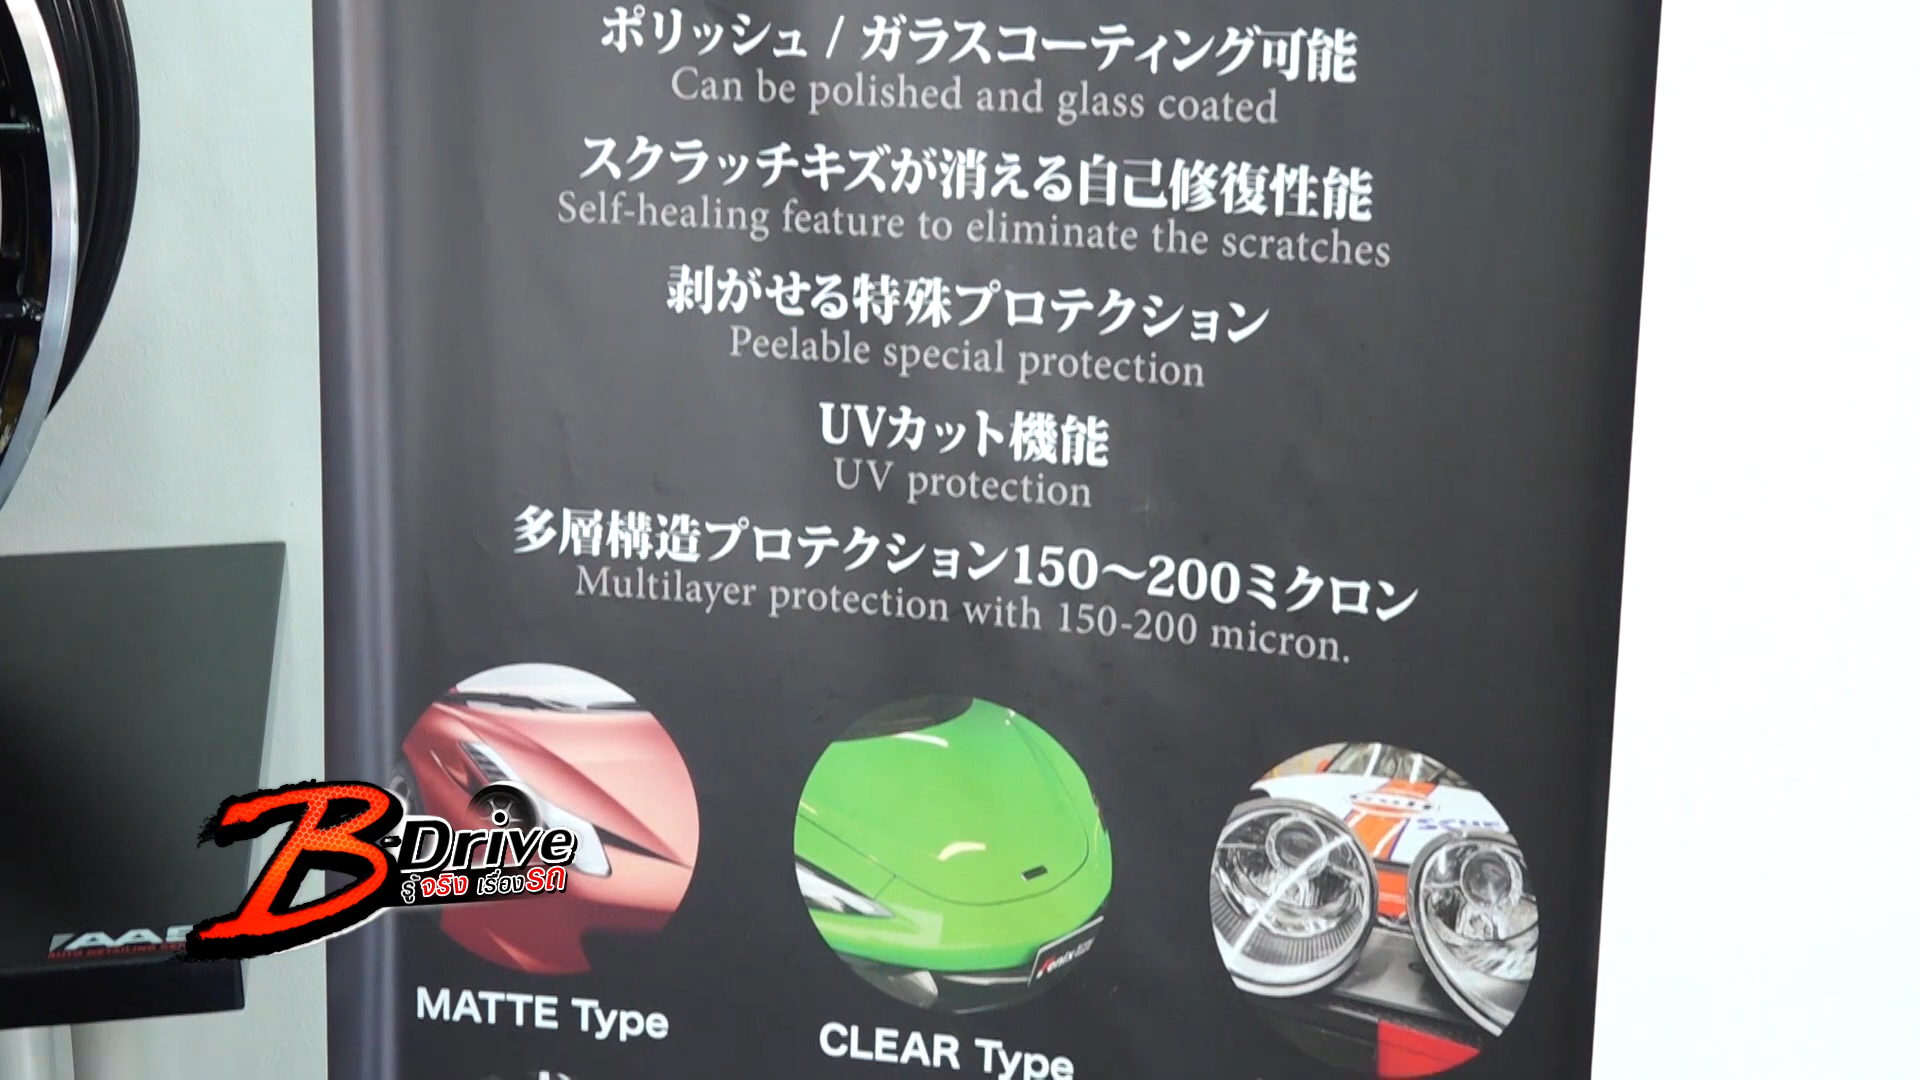 ポリッシュ / ガラスコーティング可能
Can be polished and glass coated
スクラッチキズが消える自己修復性能
Self-healing feature to eliminate the scratches
剥がせる特殊プロテクション
Peelable special protection
UVカット機能
UV protection
多層構造プロテクション150～200ミクロン
Multilayer protection with 150-200 micron.
B-Drive
รู้จริง เรื่องรถ
MATTE Type
CLEAR Type